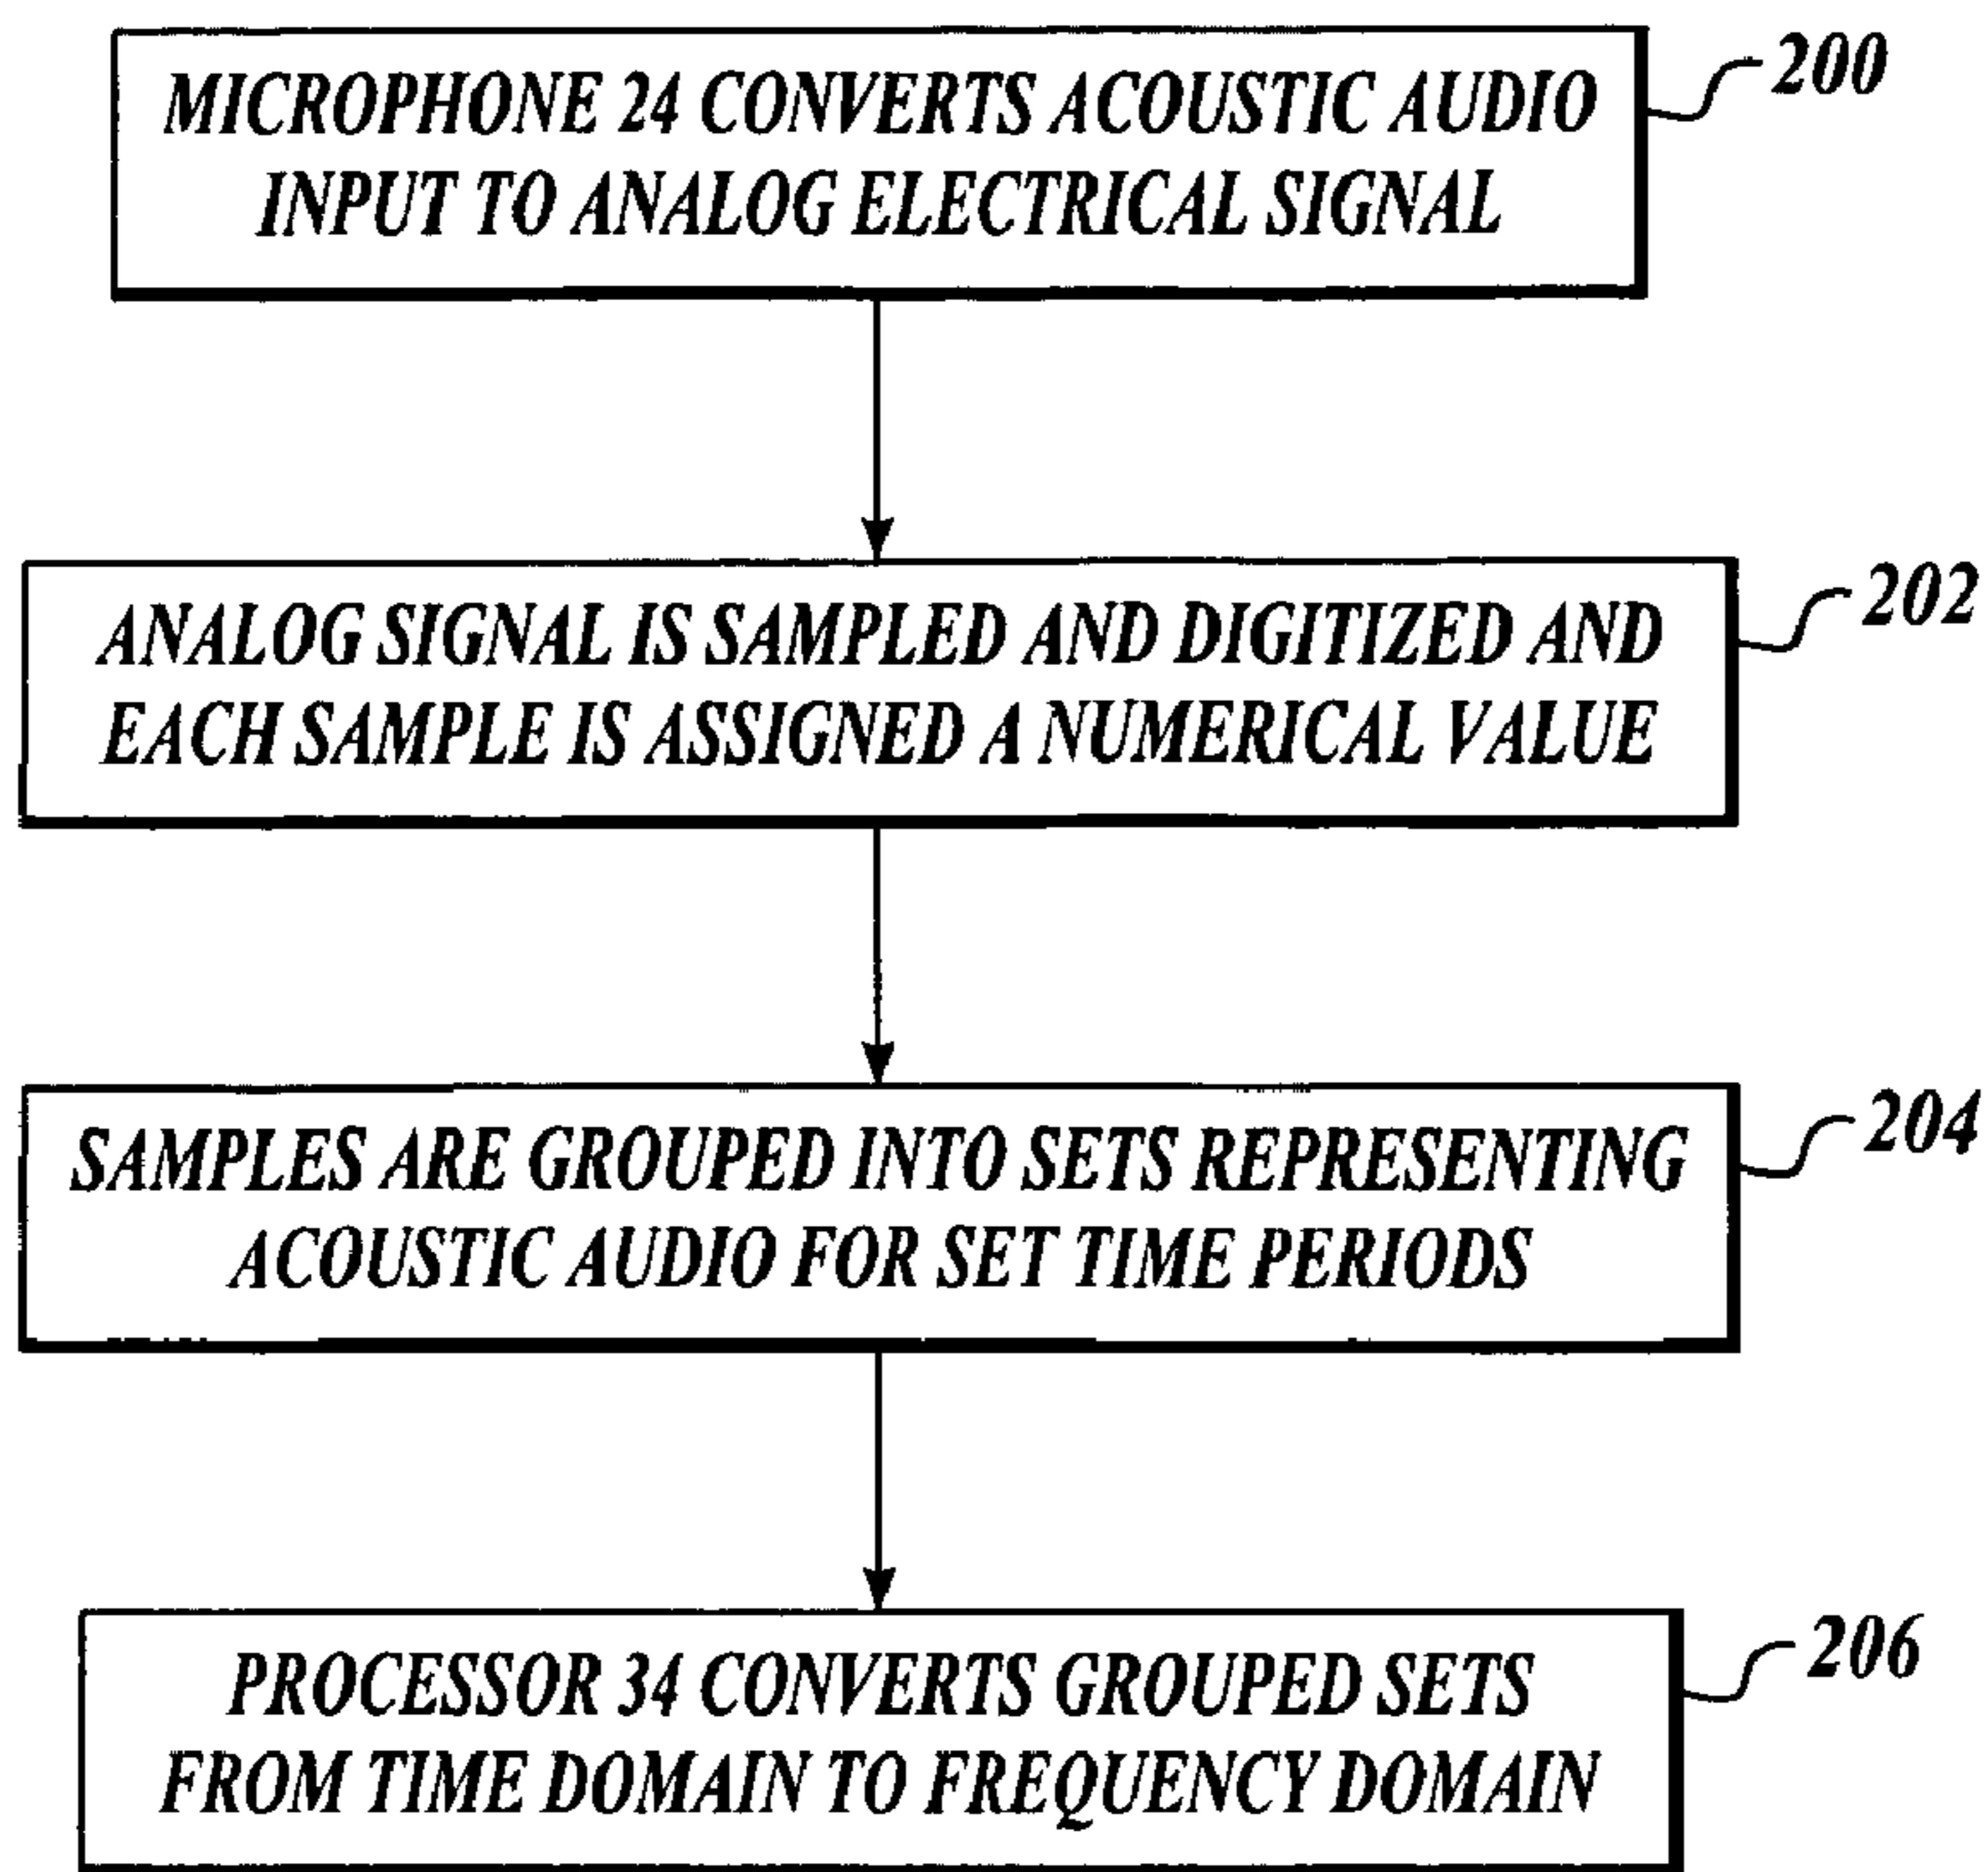 MICROPHONE 24 CONVERTS ACOUSTIC AUDIO
INPUT TO ANALOG ELECTRICAL SIGNAL
200
ANALOG SIGNAL IS SAMPLED AND DIGITIZED AND
EACH SAMPLE IS ASSIGNED A NUMERICAL VALUE
202
SAMPLES ARE GROUPED INTO SETS REPRESENTING
ACOUSTIC AUDIO FOR SET TIME PERIODS
204
PROCESSOR 34 CONVERTS GROUPED SETS
FROM TIME DOMAIN TO FREQUENCY DOMAIN
206